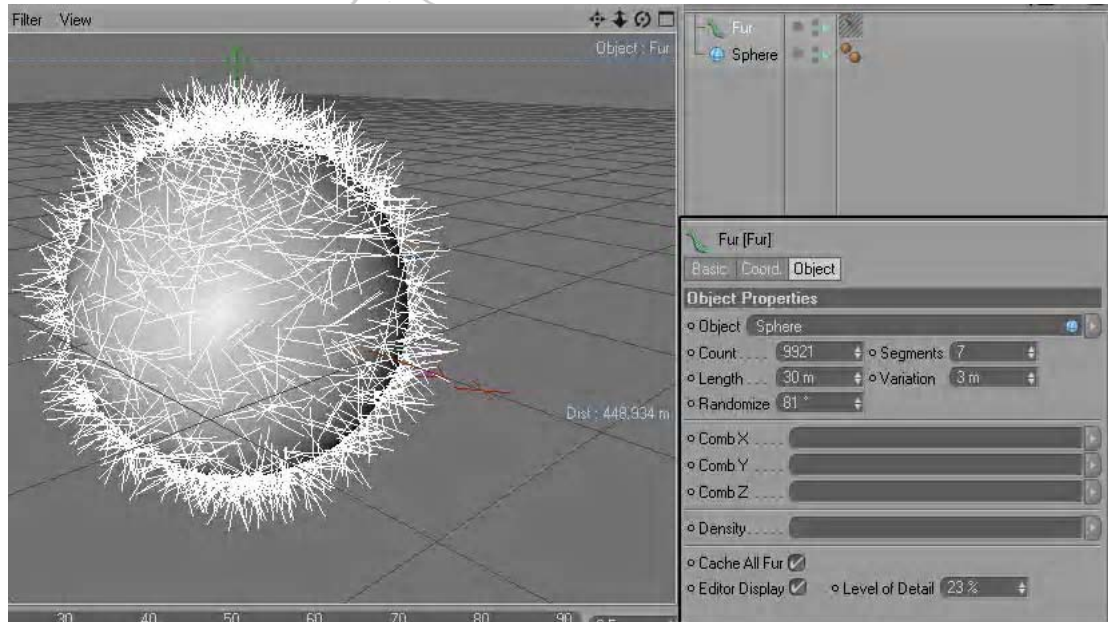 Filter View
Object : Fur
Dist : 448.934 m
30 40 50 60 70 80 90
Fur
Sphere
Fur [Fur]
Basic Coord. Object
Object Properties
Object Sphere
Count . . . . 9921 Segments 7
Length . . . 30 m Variation 3 m
Randomize 81 °
Comb X . . . .
Comb Y . . . .
Comb Z . . . .
Density . . . .
Cache All Fur
Editor Display Level of Detail 23 %